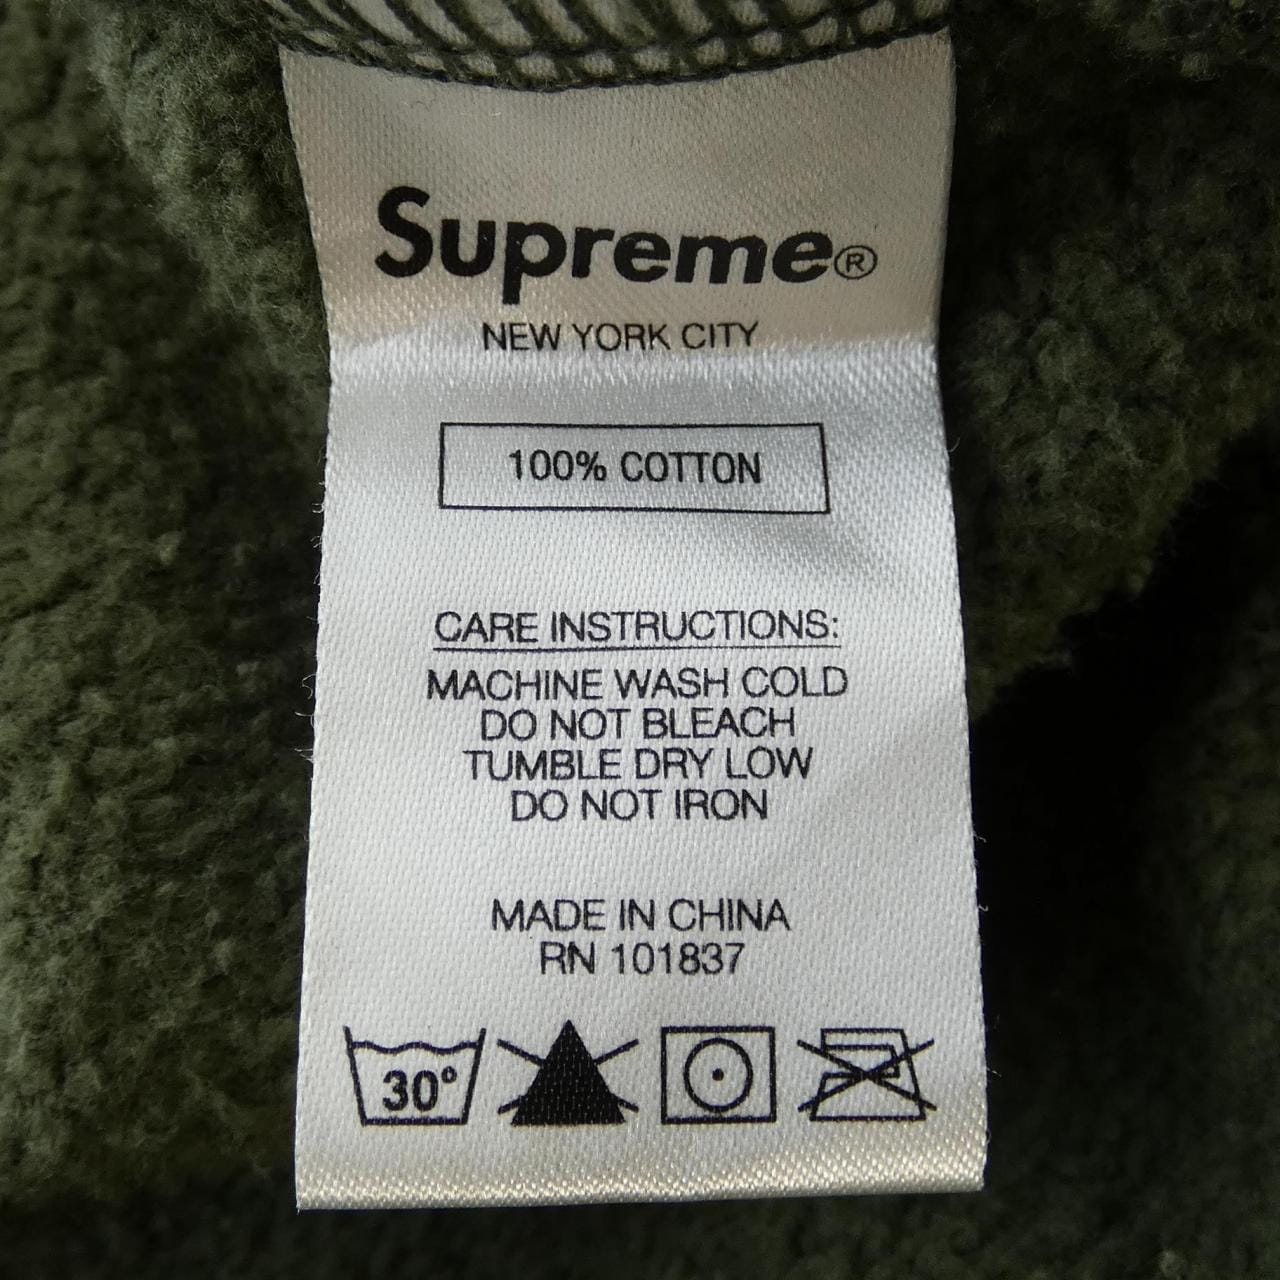 Supreme®
NEW YORK CITY
100% COTTON
CARE INSTRUCTIONS:
MACHINE WASH COLD
DO NOT BLEACH
TUMBLE DRY LOW
DO NOT IRON
MADE IN CHINA
RN 101837
30°